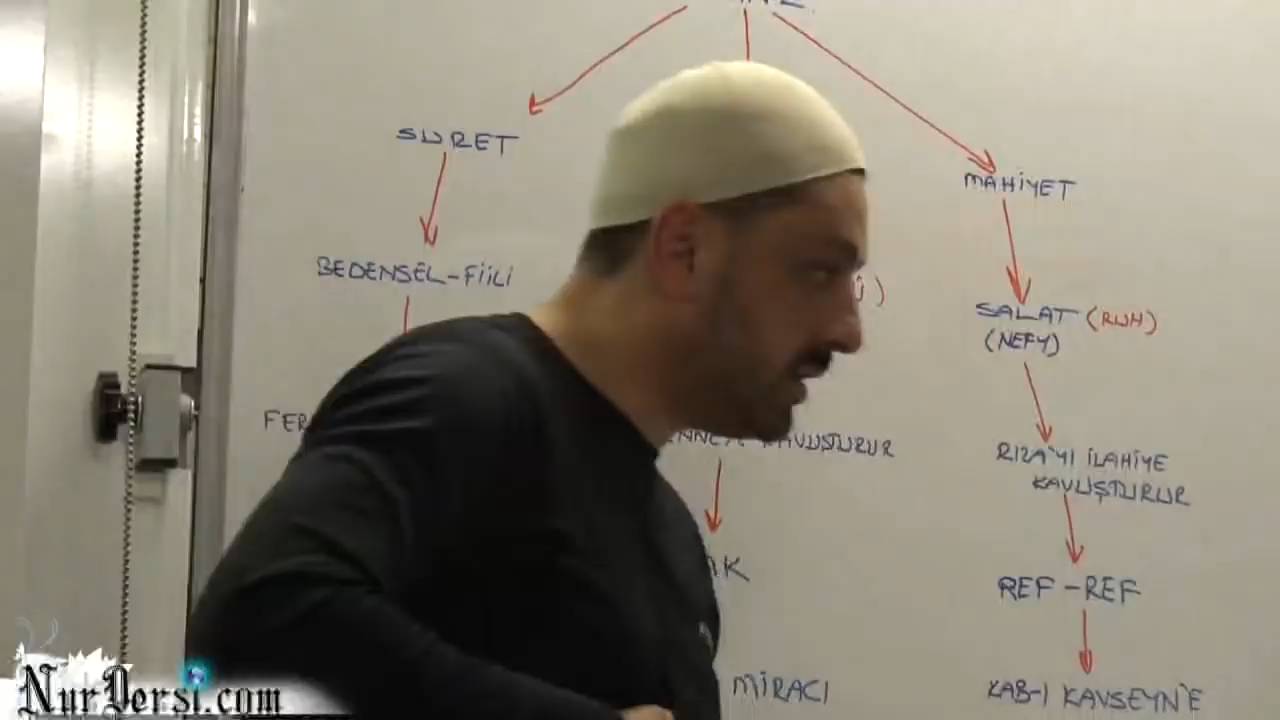 SURET
BEDENSEL-FİİLİ
MAHİYET
SALAT (RUH)
(NEFY)
KAVUŞTURUR
RIZA'YI İLAHİYE
KAVUŞTURUR
REF-REF
MİRACI
KAB-I KAVSEYN'E
NurDersi.com